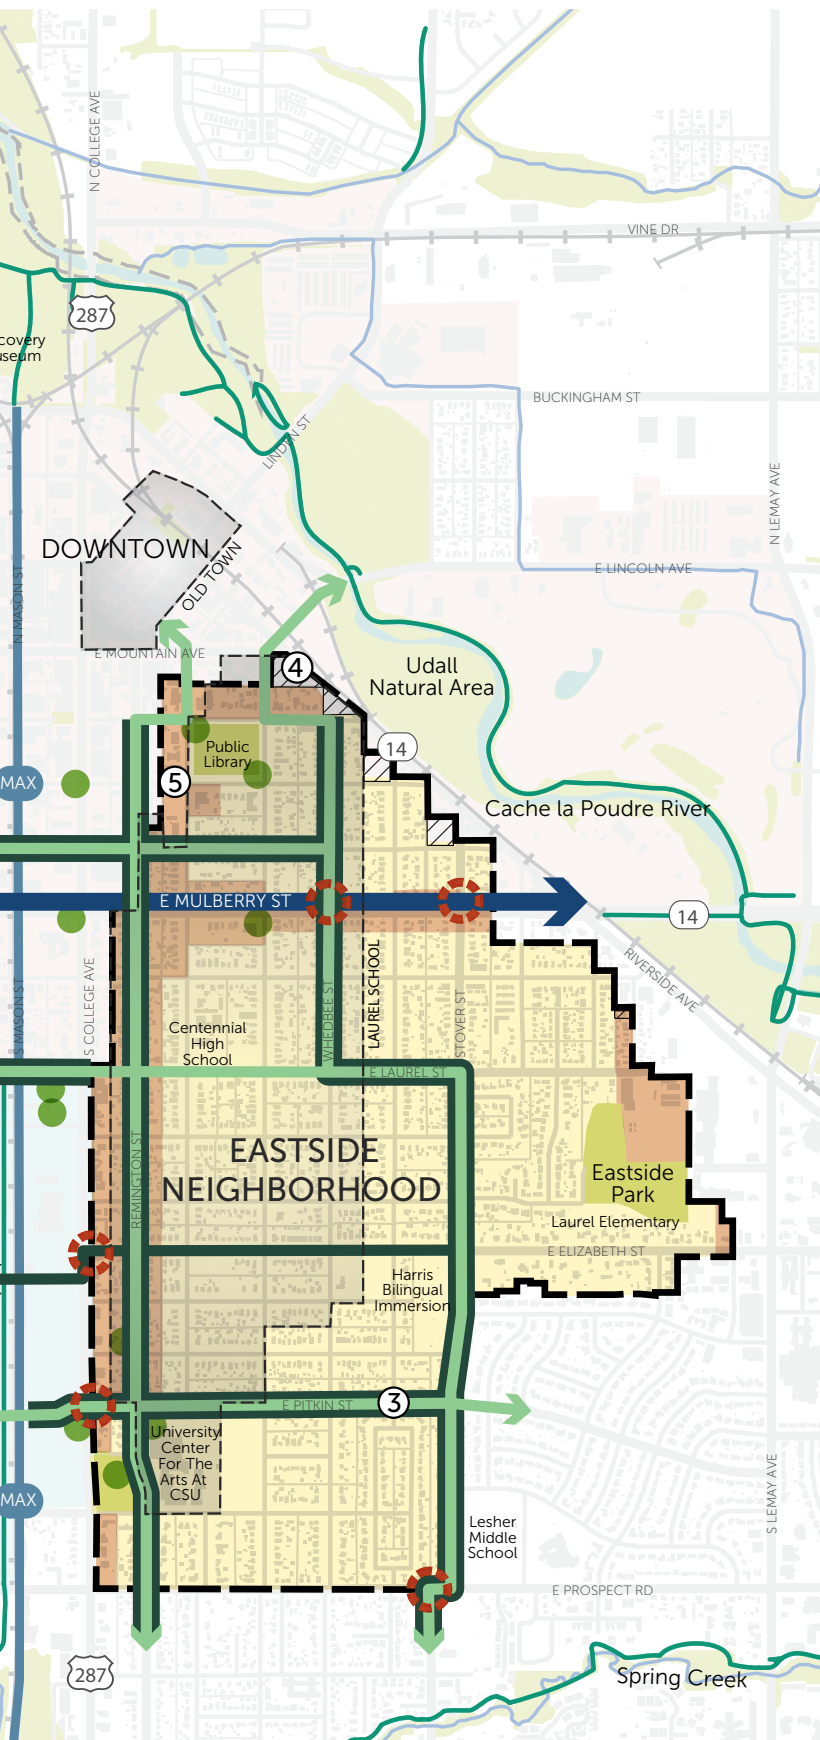 N COLLEGE AVE
VINE DR
287
covery
useum
BUCKINGHAM ST
LINDEN ST
N LEMAY AVE
DOWNTOWN
OLD TOWN
N MASON ST
E LINCOLN AVE
E MOUNTAIN AVE
4
Udall
Natural Area
14
Public
Library
5
MAX
Cache la Poudre River
E MULBERRY ST
14
RIVERSIDE AVE
LAUREL SCHOOL
S MASON ST
S COLLEGE AVE
WHEDBEE ST
STOVER ST
Centennial
High
School
E LAUREL ST
REMINGTON ST
EASTSIDE
NEIGHBORHOOD
Eastside
Park
Laurel Elementary
E ELIZABETH ST
Harris
Bilingual
Immersion
E PITKIN ST
3
University
Center
For The
Arts At
CSU
MAX
S LEMAY AVE
Lesher
Middle
School
E PROSPECT RD
287
Spring Creek